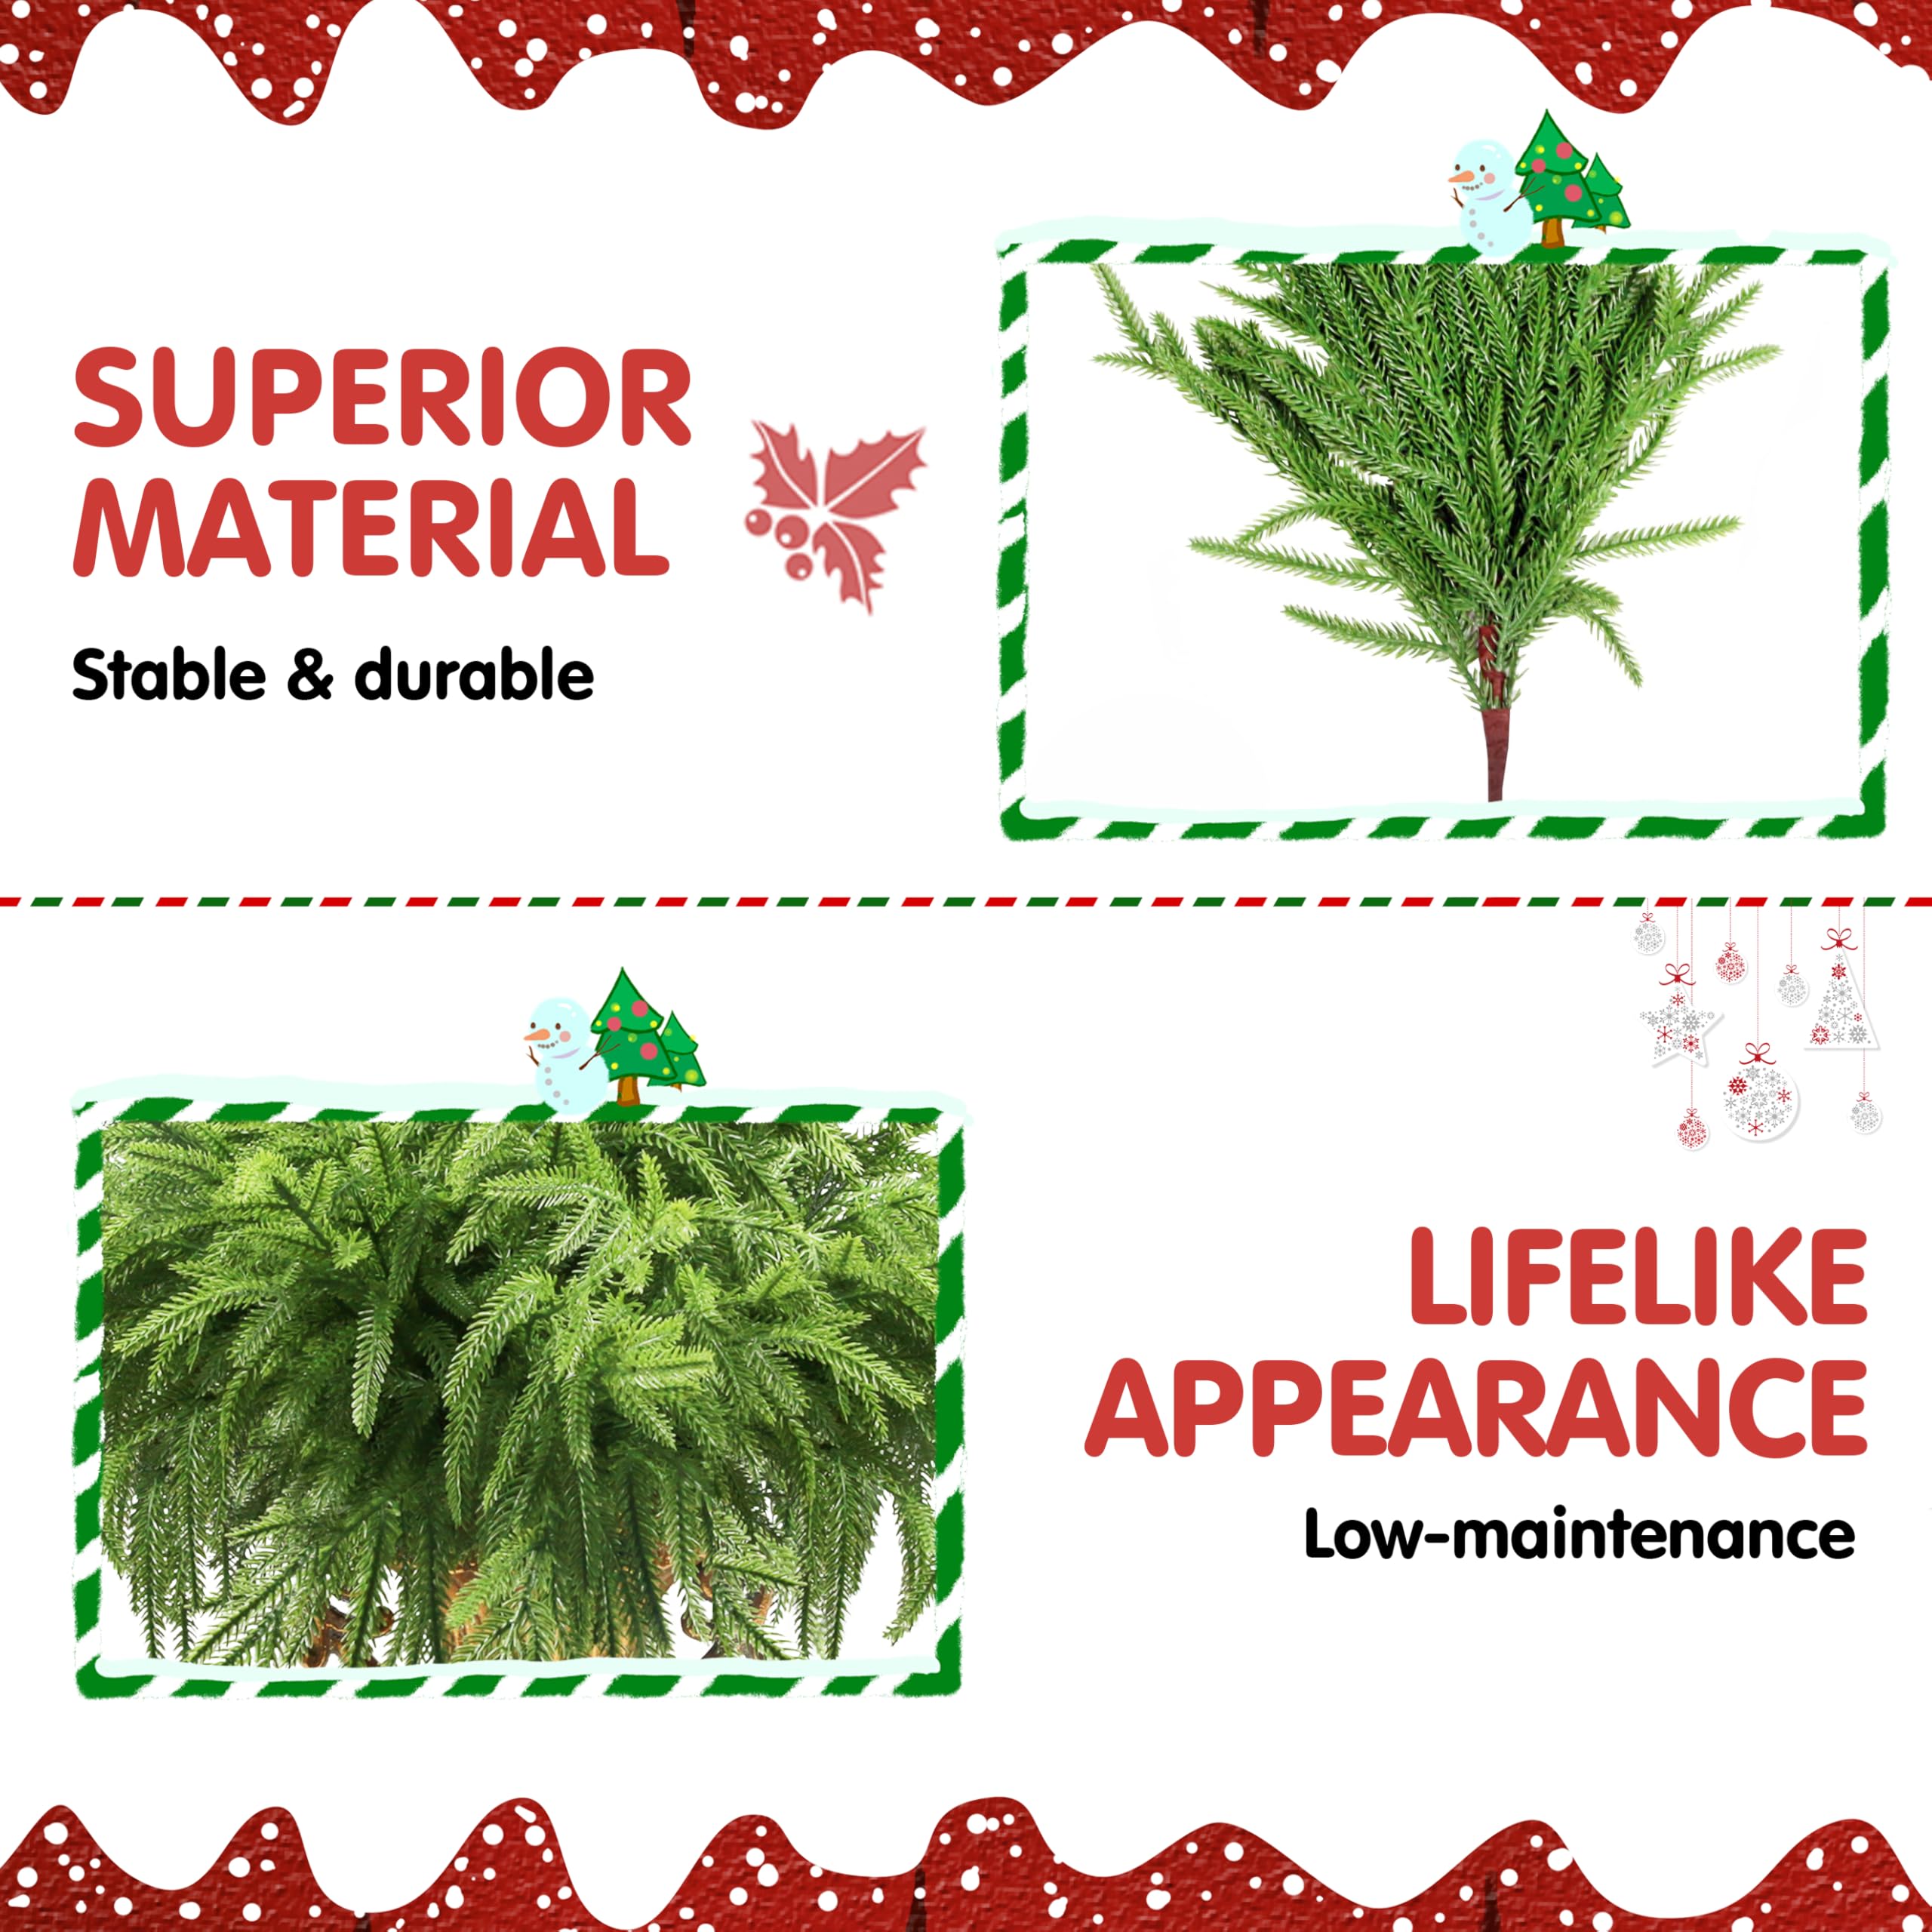 SUPERIOR
MATERIAL
Stable & durable
LIFELIKE
APPEARANCE
Low-maintenance